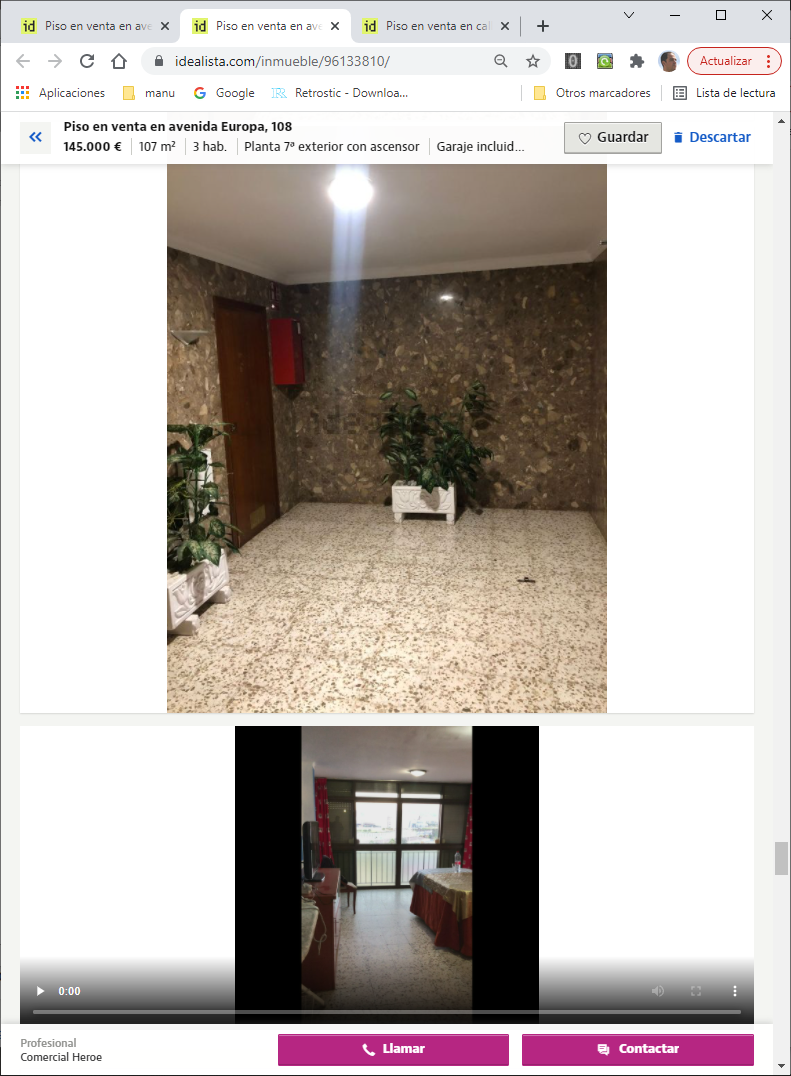 id Piso en venta en ave
id Piso en venta en ave
id Piso en venta en cal
idealista.com/inmueble/96133810/
Actualizar
Aplicaciones
manu
Google
Retrostic - Downloa...
Otros marcadores
Lista de lectura
Piso en venta en avenida Europa, 108
145.000 € 107 m² 3 hab. Planta 7ª exterior con ascensor Garaje incluid...
Guardar
Descartar
0:00
Profesional
Comercial Heroe
Llamar
Contactar